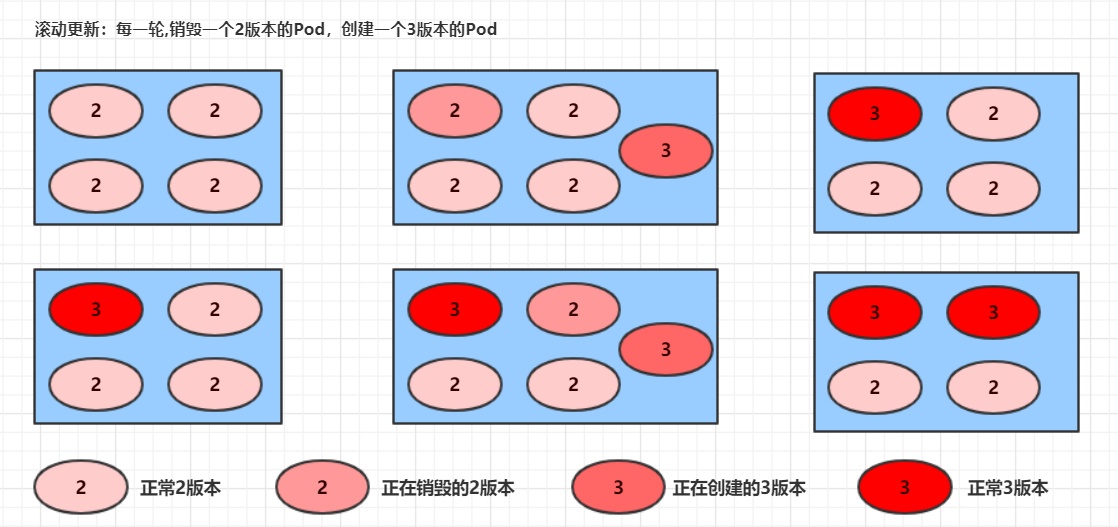 滚动更新：每一轮,销毁一个2版本的Pod，创建一个3版本的Pod
2 2 2 2 3 2
3
2 2 2 2 2 2
3 2 3 2 3 3
3
2 2 2 2 2 2
2 正常2版本 2 正在销毁的2版本 3 正在创建的3版本 3 正常3版本